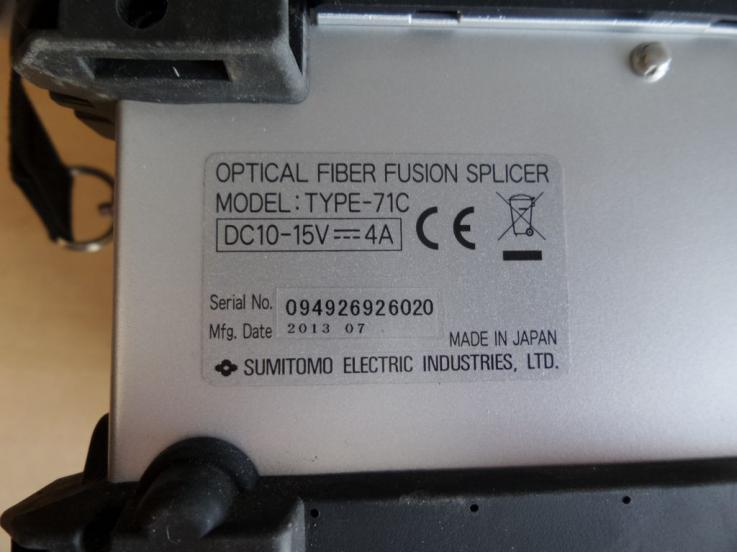 OPTICAL FIBER FUSION SPLICER
MODEL: TYPE-71C
DC10-15V⎓4A CE
Serial No. 094926926020
Mfg. Date 2013 07
MADE IN JAPAN
SUMITOMO ELECTRIC INDUSTRIES, LTD.